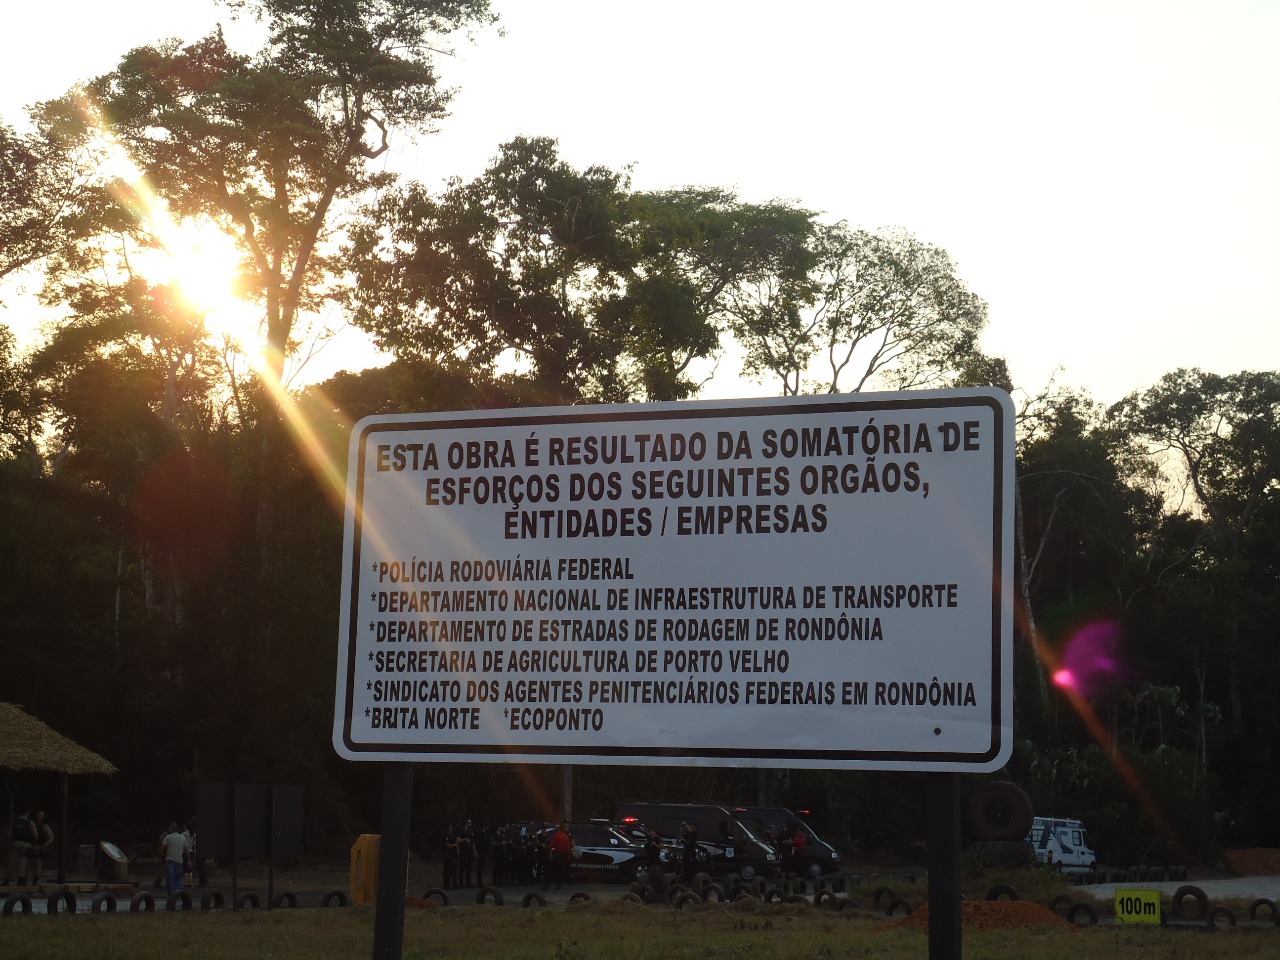 ESTA OBRA É RESULTADO DA SOMATÓRIA DE
ESFORÇOS DOS SEGUINTES ORGÃOS,
ENTIDADES / EMPRESAS
*POLÍCIA RODOVIÁRIA FEDERAL
*DEPARTAMENTO NACIONAL DE INFRAESTRUTURA DE TRANSPORTE
*DEPARTAMENTO DE ESTRADAS DE RODAGEM DE RONDÔNIA
*SECRETARIA DE AGRICULTURA DE PORTO VELHO
*SINDICATO DOS AGENTES PENITENCIÁRIOS FEDERAIS EM RONDÔNIA
*BRITA NORTE *ECOPONTO
100m